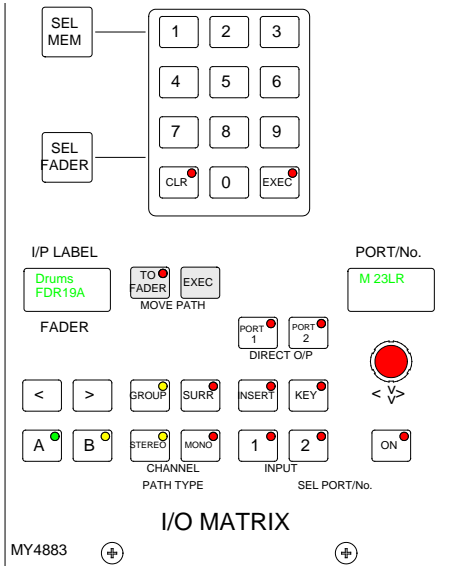 SEL
MEM
1 2 3
4 5 6
SEL
FADER
7 8 9
CLR 0 EXEC
I/P LABEL PORT/No.
Drums
FDR19A
TO
FADER
EXEC
M 23LR
MOVE PATH
FADER
PORT
1
PORT
2
DIRECT O/P
< > GROUP SURR INSERT KEY < >
v
v
A B STEREO MONO 1 2 ON
CHANNEL INPUT
PATH TYPE SEL PORT/No.
I/O MATRIX
MY4883